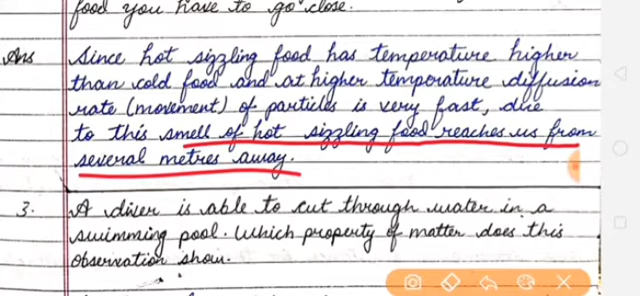 food you have to go close.
Ans Since hot sizzling food has temperature higher
than cold food and at higher temperature diffusion
rate (movement) of particles is very fast, due
to this smell of hot sizzling food reaches us from
several metres away.
3. A diver is able to cut through water in a
swimming pool. Which property of matter does this
observation show.